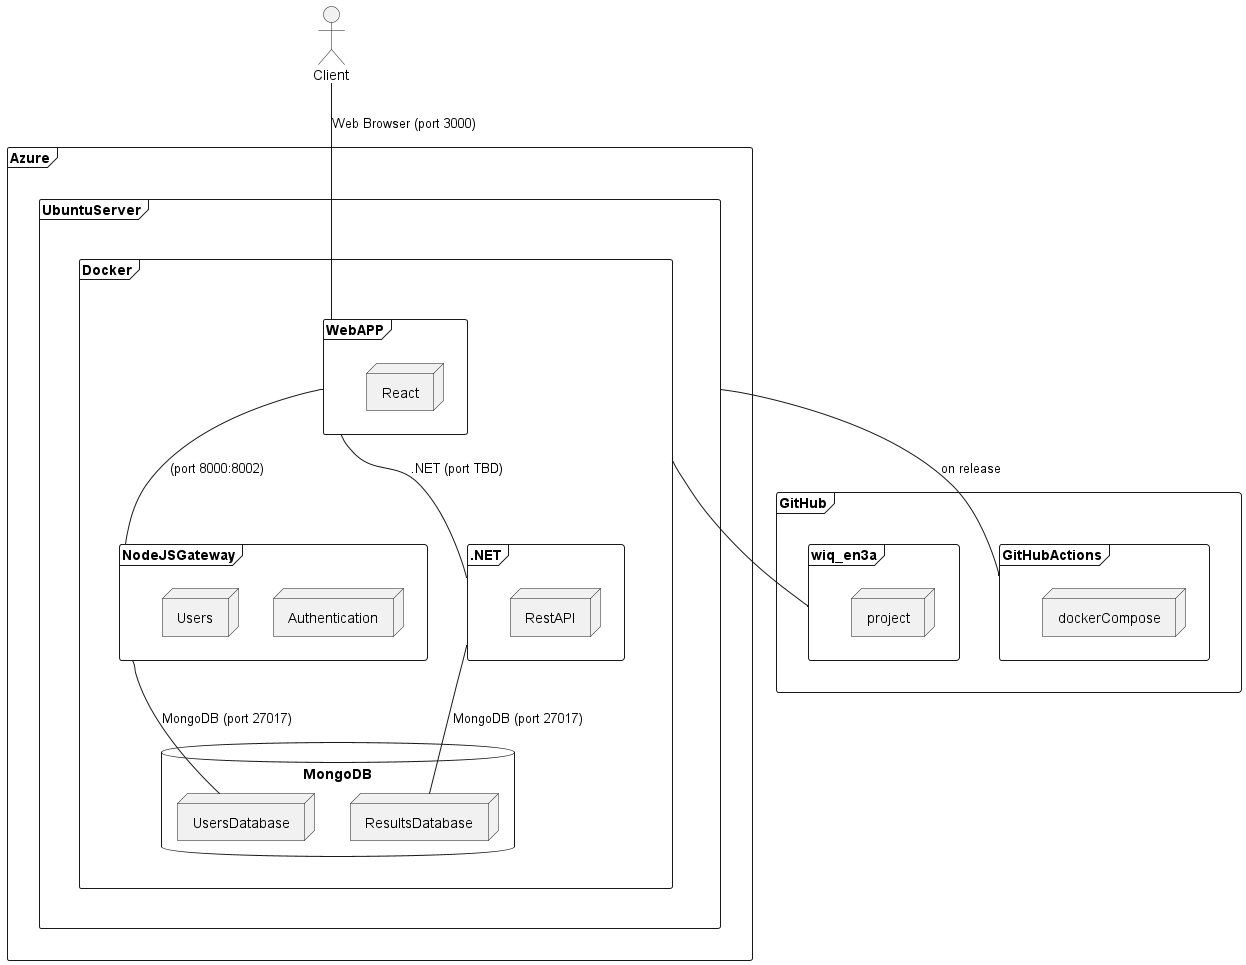 Client
Web Browser (port 3000)
Azure
UbuntuServer
Docker
WebAPP
React
(port 8000:8002)
.NET (port TBD)
on release
GitHub
NodeJSGateway
.NET
wiq_en3a
GitHubActions
Users
Authentication
RestAPI
project
dockerCompose
MongoDB (port 27017)
MongoDB (port 27017)
MongoDB
UsersDatabase
ResultsDatabase